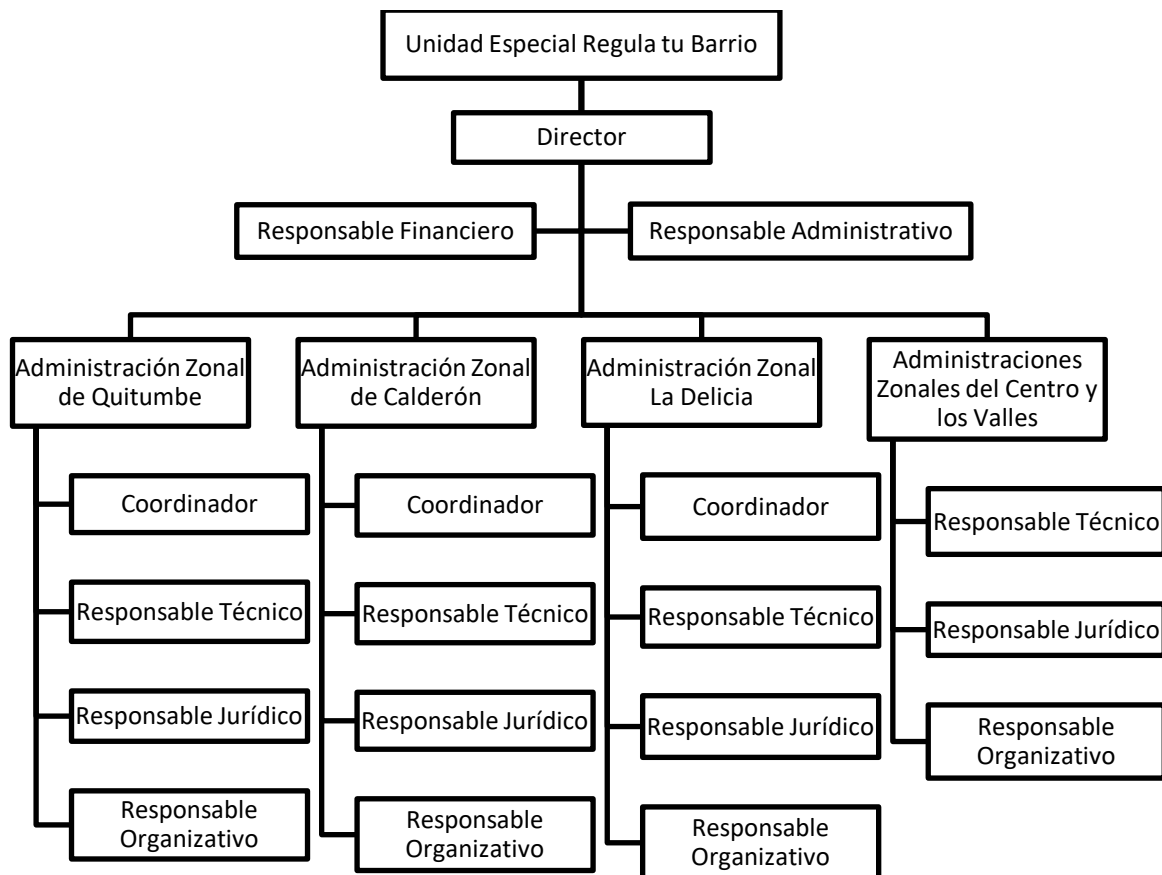 Unidad Especial Regula tu Barrio
Director
Responsable Financiero
Responsable Administrativo
Administración Zonal
de Quitumbe
Coordinador
Responsable Técnico
Responsable Jurídico
Responsable
Organizativo
Administración Zonal
de Calderón
Coordinador
Responsable Técnico
Responsable Jurídico
Responsable
Organizativo
Administración Zonal
La Delicia
Coordinador
Responsable Técnico
Responsable Jurídico
Responsable
Organizativo
Administraciones
Zonales del Centro y
los Valles
Responsable Técnico
Responsable Jurídico
Responsable
Organizativo